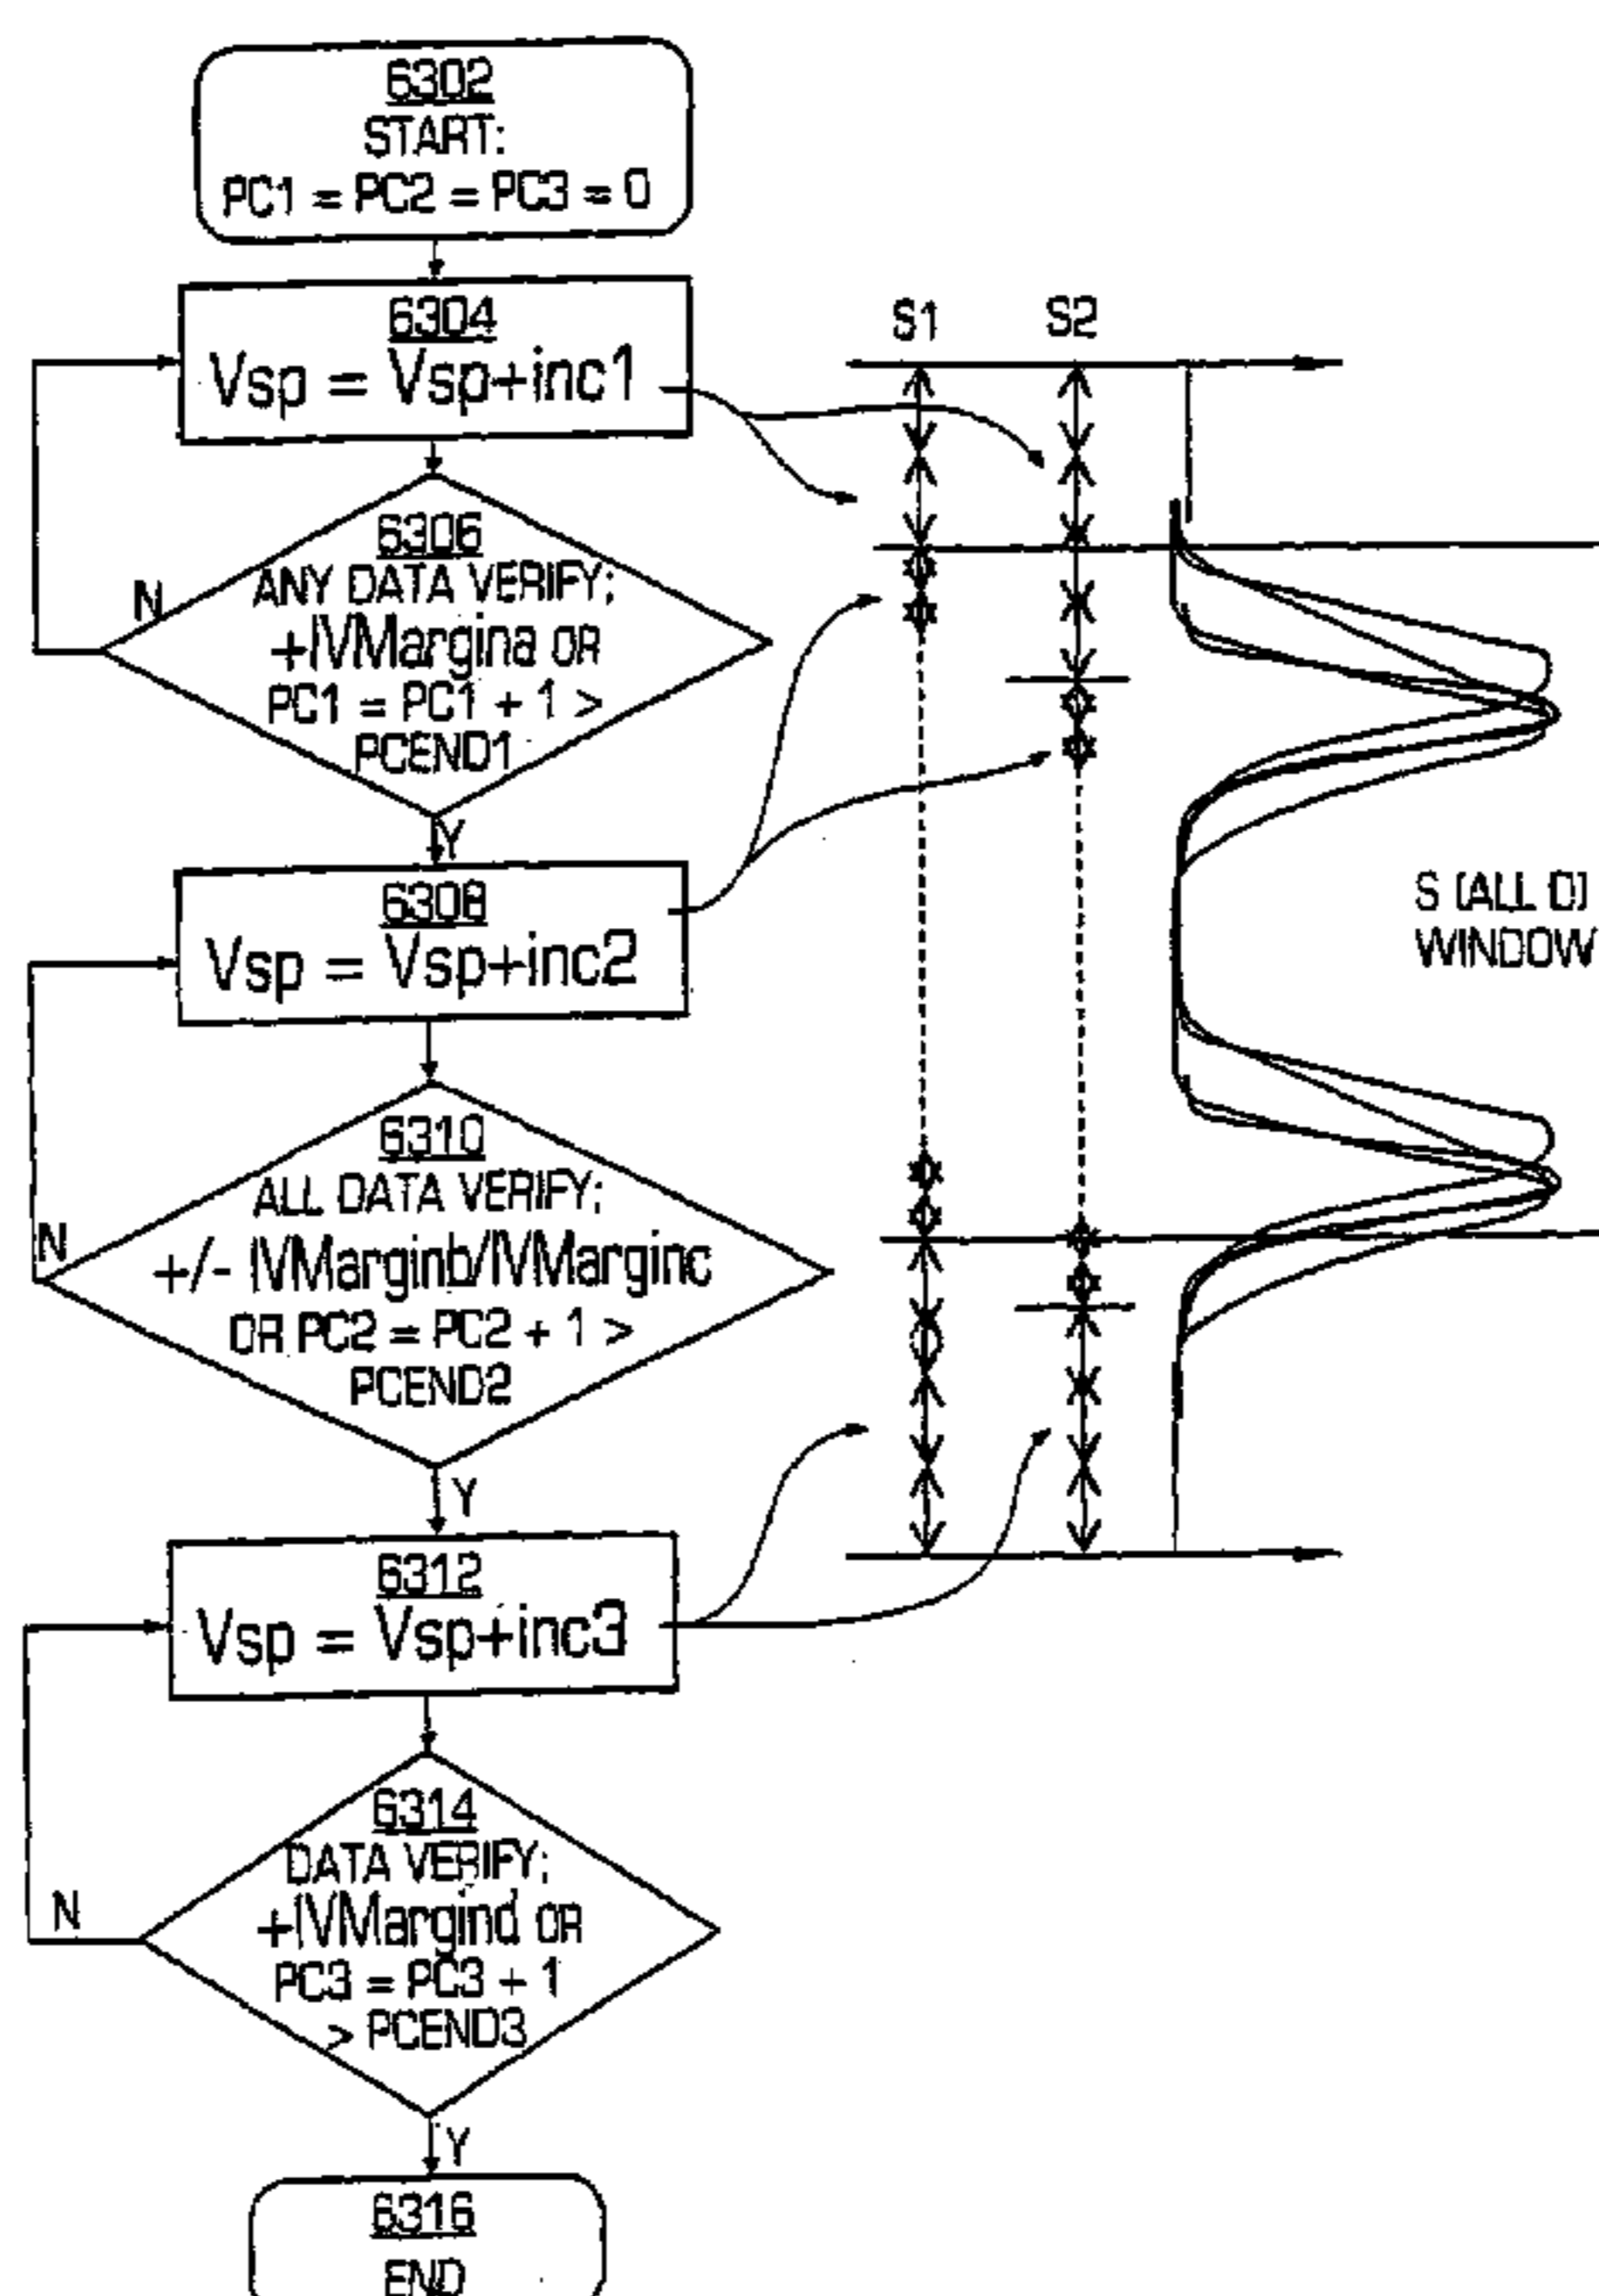 6302
START:
PC1 = PC2 = PC3 = 0
6304
Vsp = Vsp+inc1
S1
S2
6306
ANY DATA VERIFY;
+IVMargina OR
PC1 = PC1 + 1 >
PCEND1
N
Y
6308
Vsp = Vsp+inc2
S (ALL D)
WINDOW
6310
ALL DATA VERIFY;
+/- IVMarginb/IVMarginc
OR PC2 = PC2 + 1 >
PCEND2
N
Y
6312
Vsp = Vsp+inc3
6314
DATA VERIFY;
+IVMargind OR
PC3 = PC3 + 1
> PCEND3
N
Y
6316
END